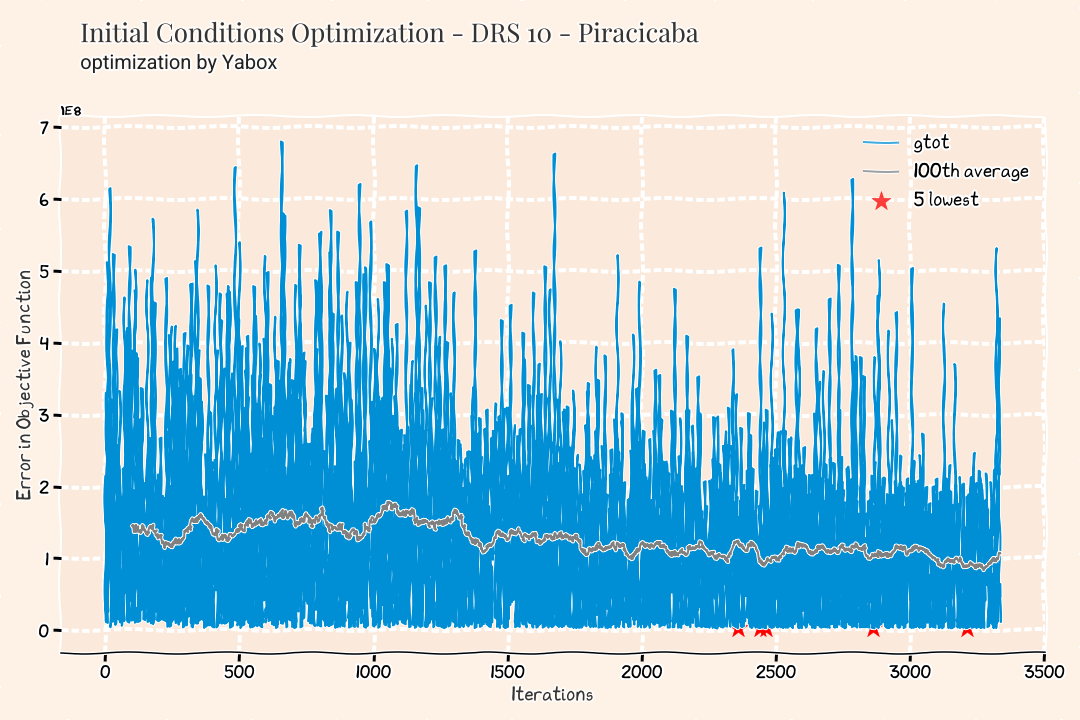 Initial Conditions Optimization - DRS 10 - Piracicaba
optimization by Yabox
1E8
7
6
5
4
3
2
1
0
Error in Objective Function
gtot
100th average
5 lowest
0 500 1000 1500 2000 2500 3000 3500
Iterations